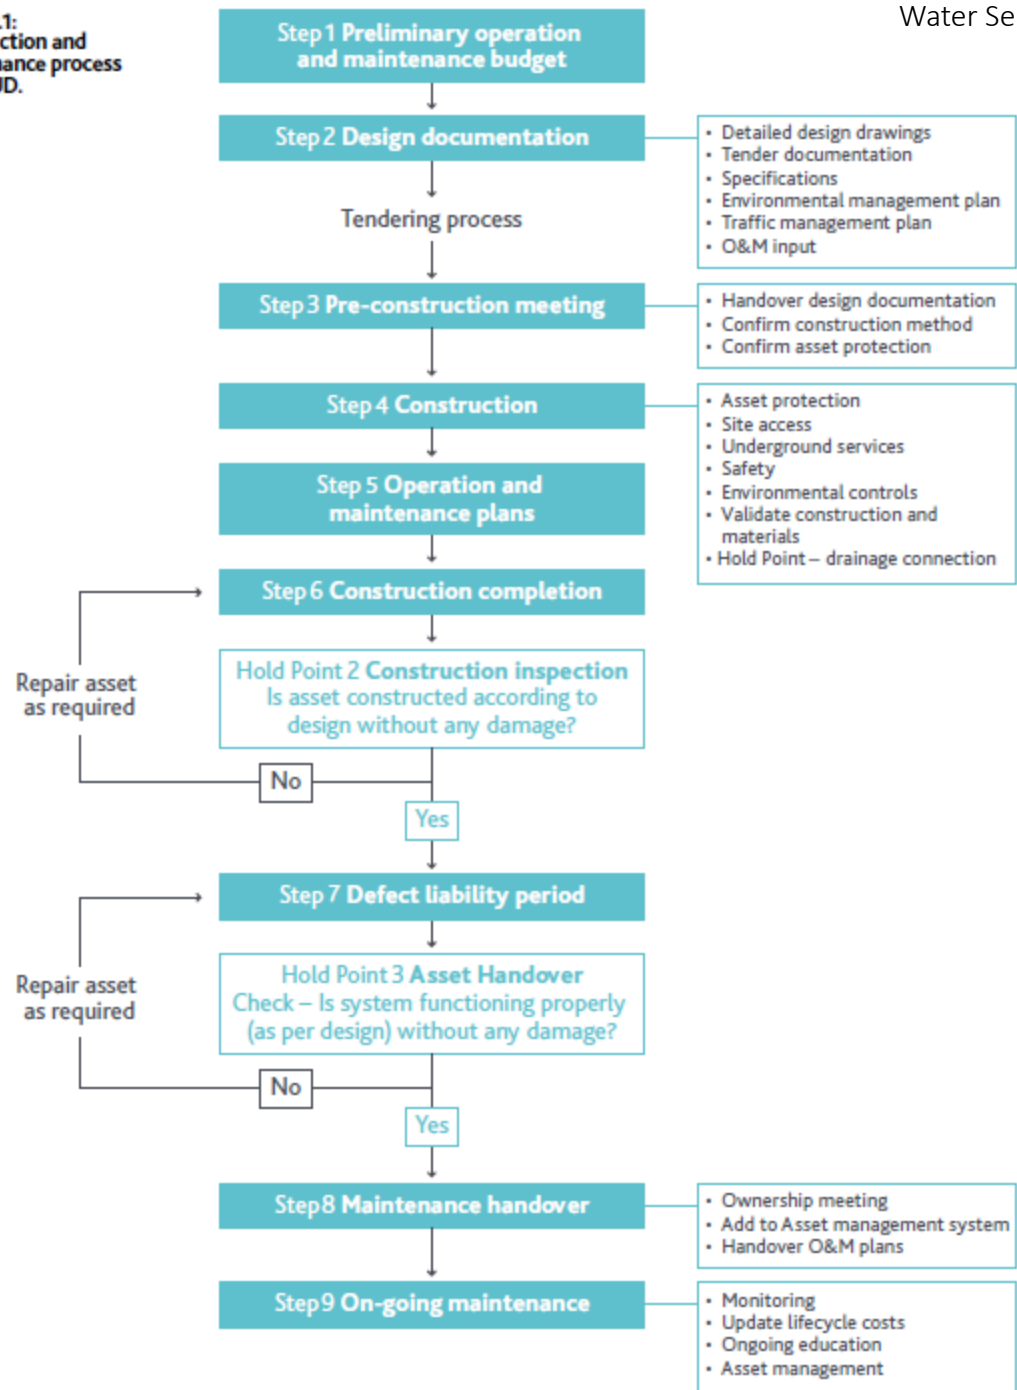 Water Se
.1:
ction and
nance process
JD.
Step 1 Preliminary operation
and maintenance budget
Step 2 Design documentation
• Detailed design drawings
• Tender documentation
• Specifications
• Environmental management plan
• Traffic management plan
• O&M input
Tendering process
Step 3 Pre-construction meeting
• Handover design documentation
• Confirm construction method
• Confirm asset protection
Step 4 Construction
• Asset protection
• Site access
• Underground services
• Safety
• Environmental controls
• Validate construction and
materials
• Hold Point – drainage connection
Step 5 Operation and
maintenance plans
Step 6 Construction completion
Hold Point 2 Construction inspection
Is asset constructed according to
design without any damage?
Repair asset
as required
No
Yes
Step 7 Defect liability period
Hold Point 3 Asset Handover
Check – Is system functioning properly
(as per design) without any damage?
Repair asset
as required
No
Yes
Step 8 Maintenance handover
• Ownership meeting
• Add to Asset management system
• Handover O&M plans
Step 9 On-going maintenance
• Monitoring
• Update lifecycle costs
• Ongoing education
• Asset management